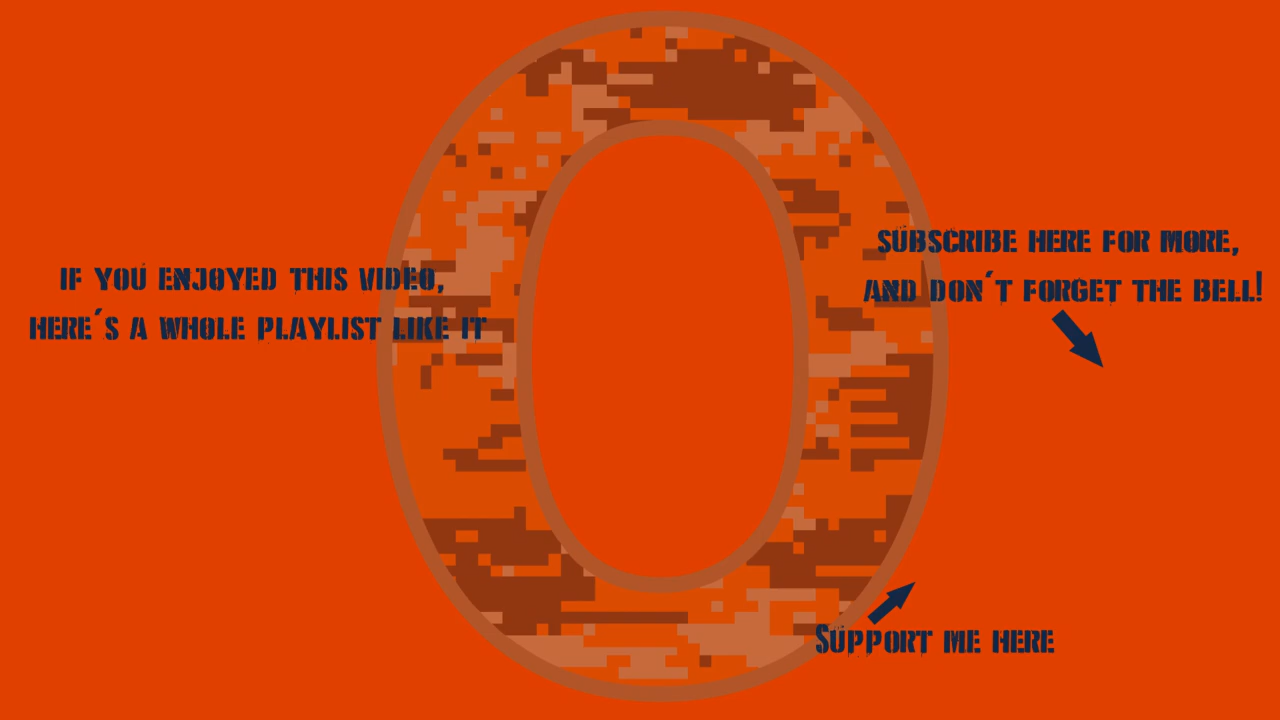 IF YOU ENJOYED THIS VIDEO,
HERE´S A WHOLE PLAYLIST LIKE IT
SUBSCRIBE HERE FOR MORE,
AND DON´T FORGET THE BELL!
SUPPORT ME HERE
O